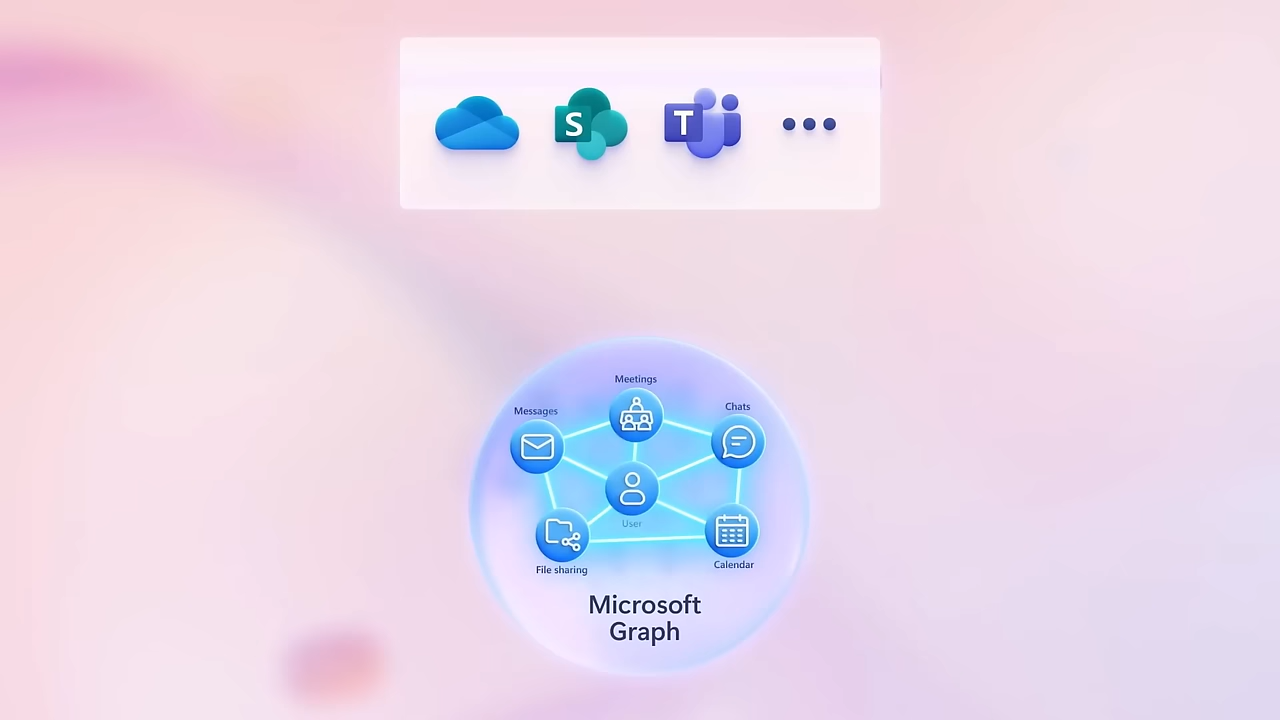 S
T
Meetings
Messages
Chats
User
File sharing
Calendar
Microsoft
Graph